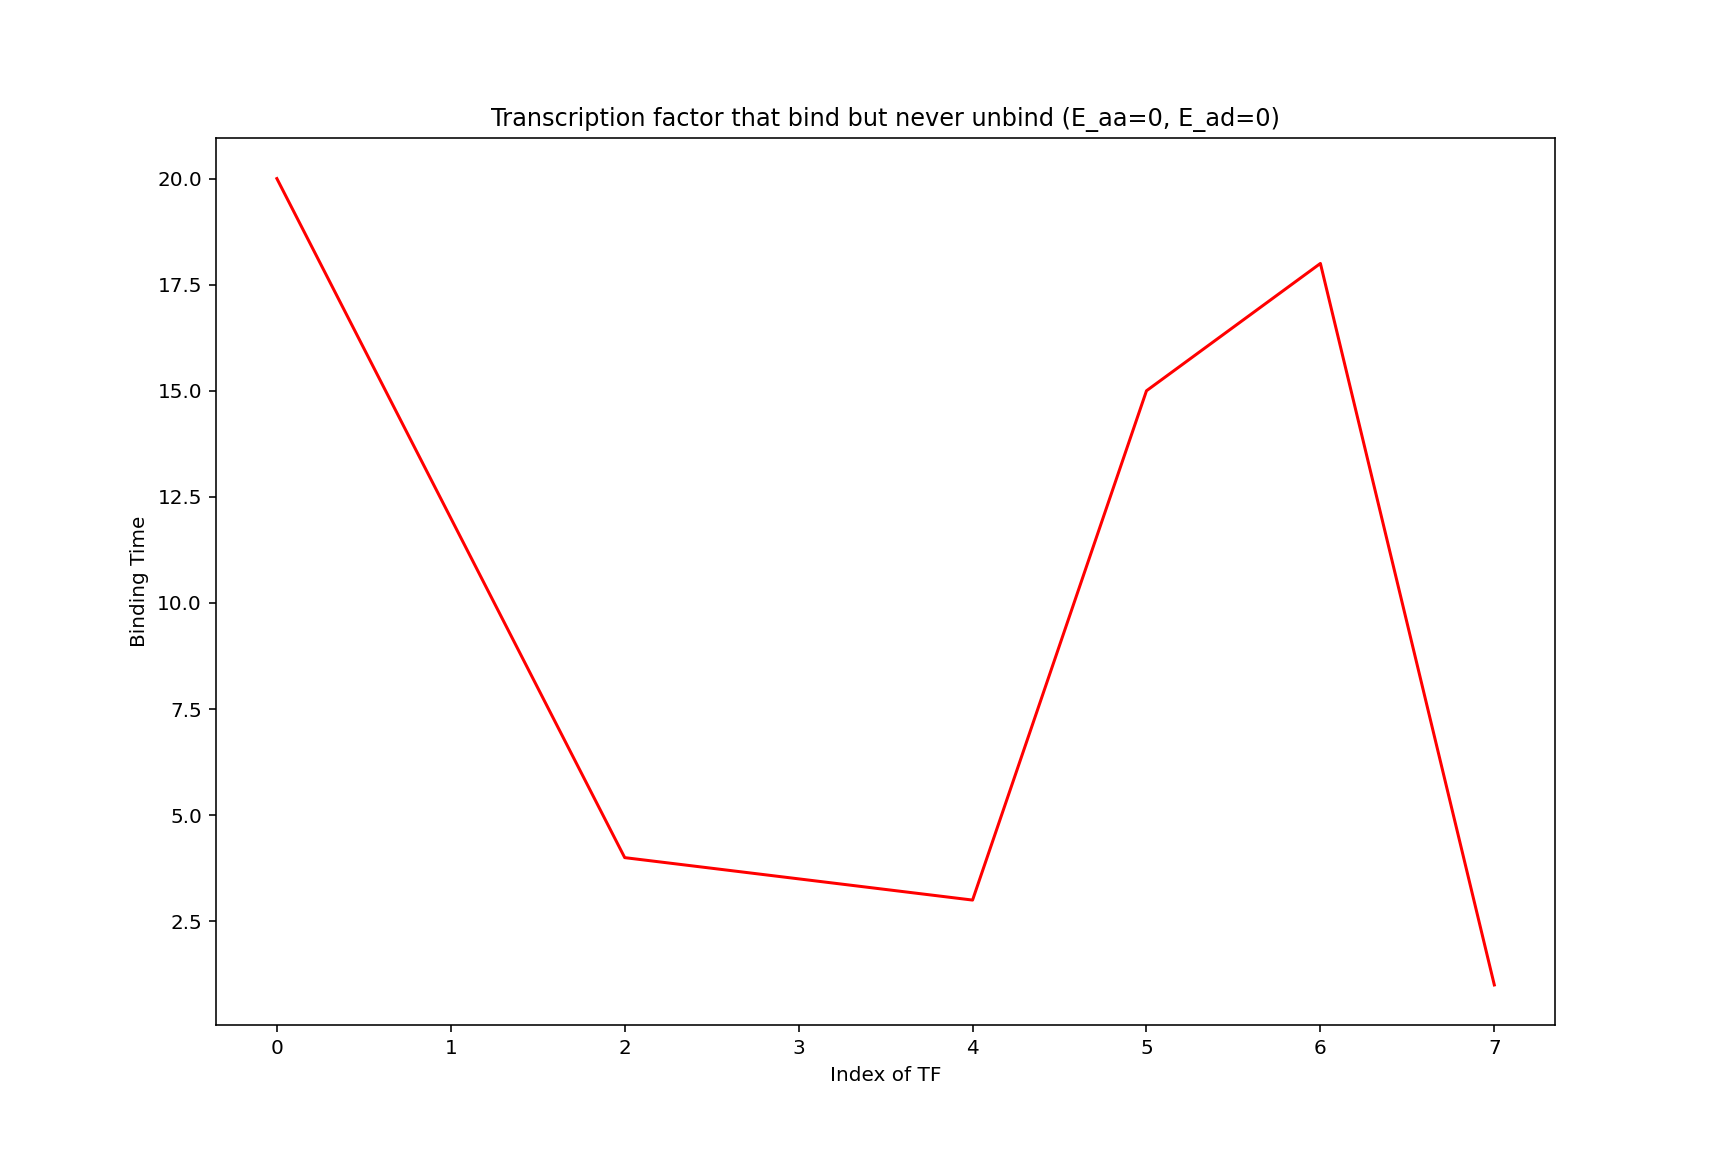 Transcription factor that bind but never unbind (E_aa=0, E_ad=0)
20.0
17.5
15.0
12.5
10.0
7.5
5.0
2.5
Binding Time
0 1 2 3 4 5 6 7
Index of TF